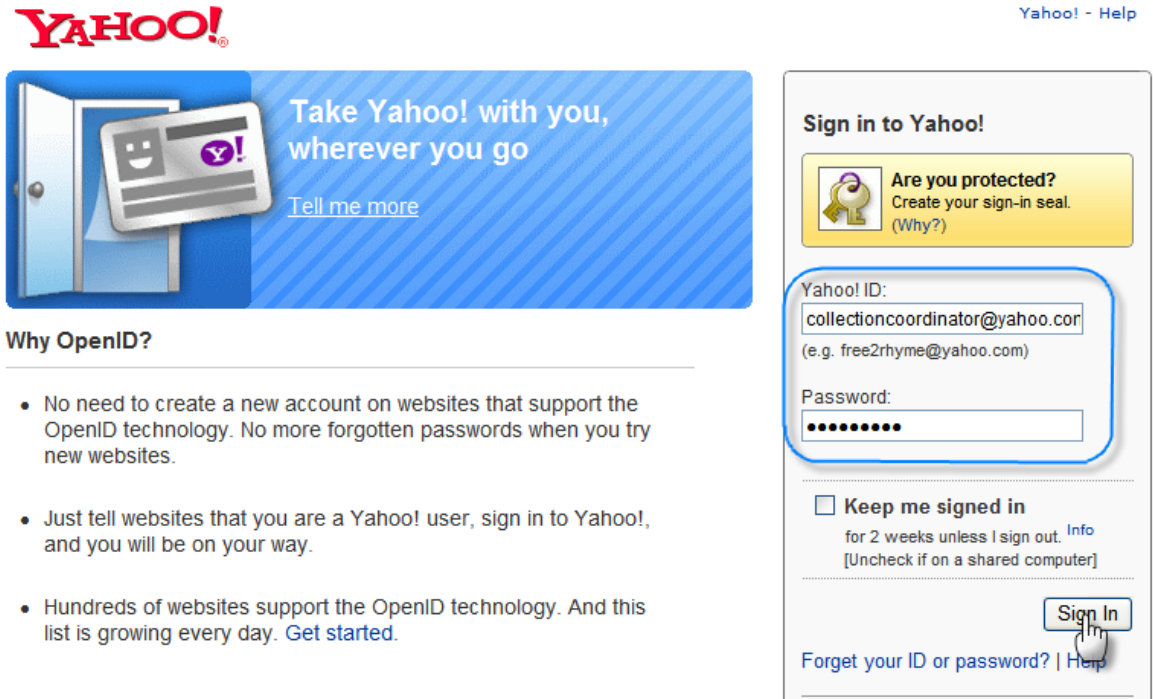 YAHOO!
Yahoo! - Help
Take Yahoo! with you,
wherever you go
Tell me more
Y!
Why OpenID?
• No need to create a new account on websites that support the
OpenID technology. No more forgotten passwords when you try
new websites.
• Just tell websites that you are a Yahoo! user, sign in to Yahoo!,
and you will be on your way.
• Hundreds of websites support the OpenID technology. And this
list is growing every day. Get started.
Sign in to Yahoo!
Are you protected?
Create your sign-in seal.
(Why?)
Yahoo! ID:
collectioncoordinator@yahoo.con
(e.g. free2rhyme@yahoo.com)
Password:
•••••••••
Keep me signed in
for 2 weeks unless I sign out. Info
[Uncheck if on a shared computer]
Sign In
Forget your ID or password? | Help